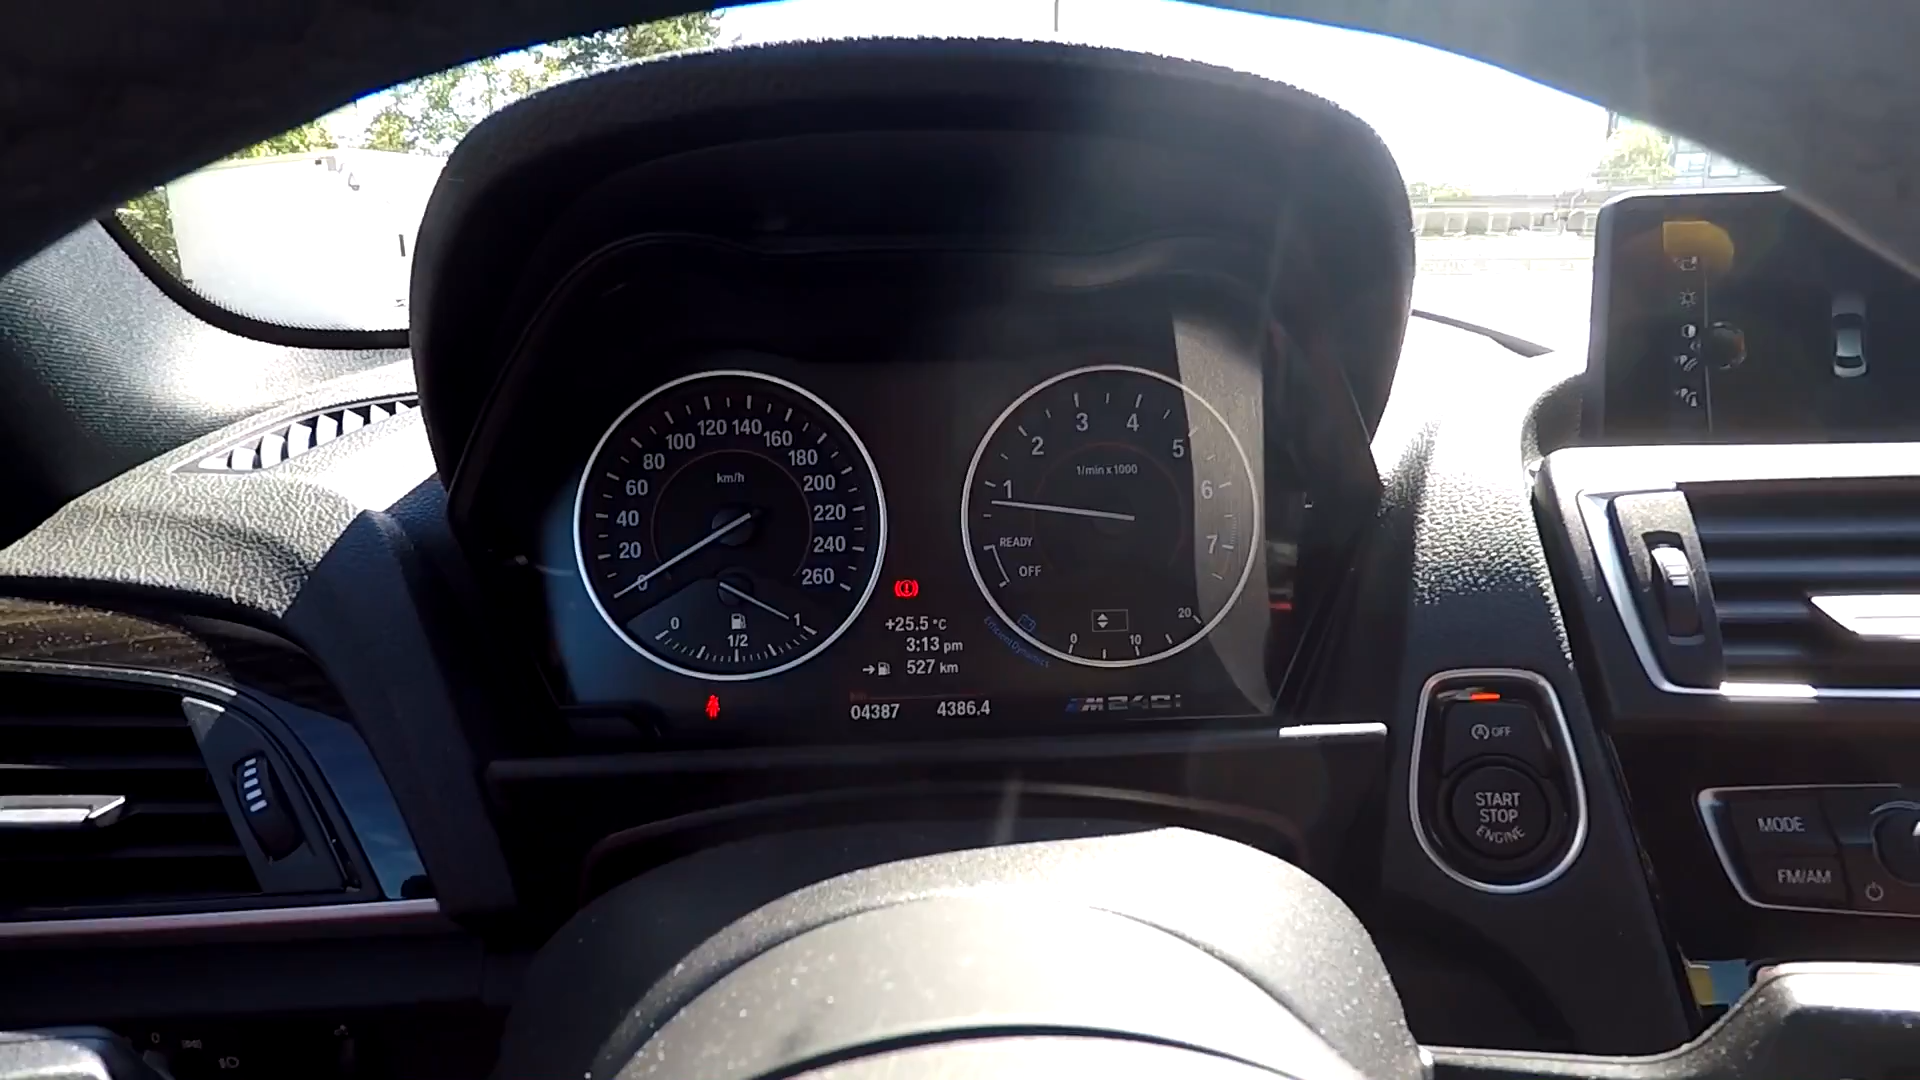 km/h
0
20
40
60
80
100
120
140
160
180
200
220
240
260
0
1/2
1
+25.5 °C
3:13 pm
527 km
04387
4386.4
1/min x 1000
1
2
3
4
5
6
7
READY
OFF
EfficientDynamics
0
10
20
M240i
A OFF
START
STOP
ENGINE
MODE
FM/AM
0